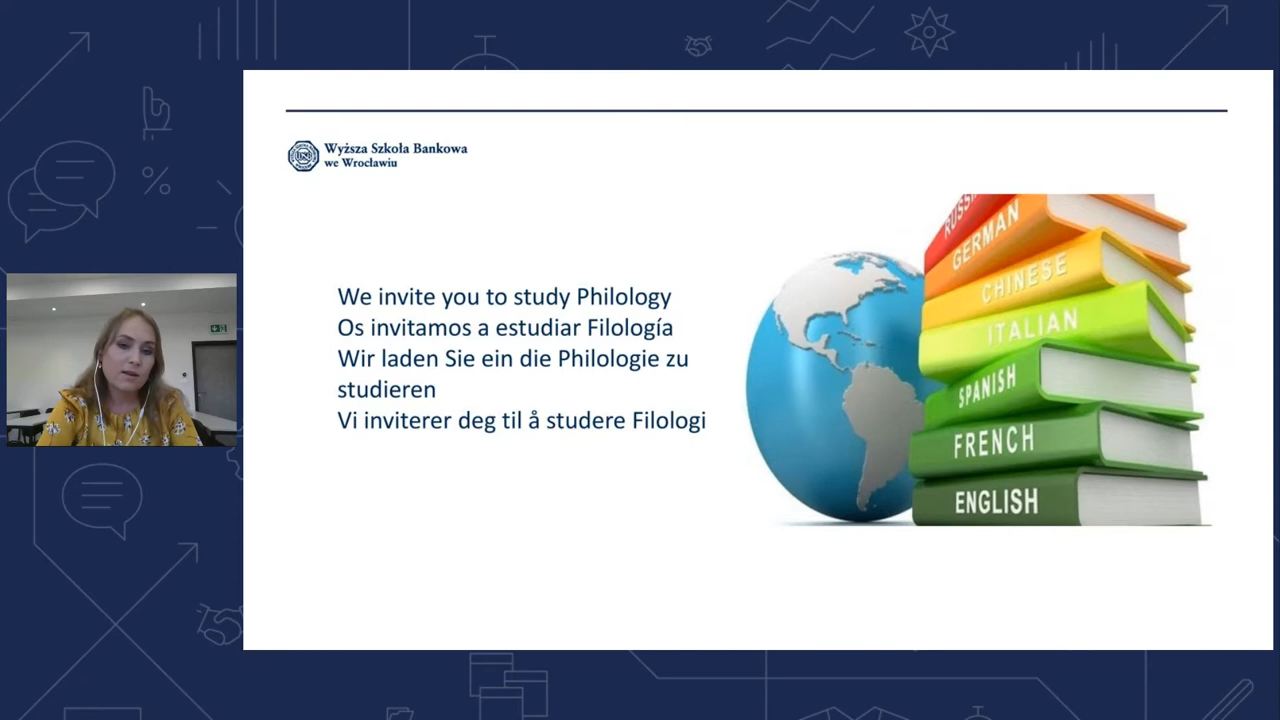 Wyższa Szkoła Bankowa
we Wrocławiu
We invite you to study Philology
Os invitamos a estudiar Filología
Wir laden Sie ein die Philologie zu
studieren
Vi inviterer deg til å studere Filologi
GERMAN
CHINESE
ITALIAN
SPANISH
FRENCH
ENGLISH